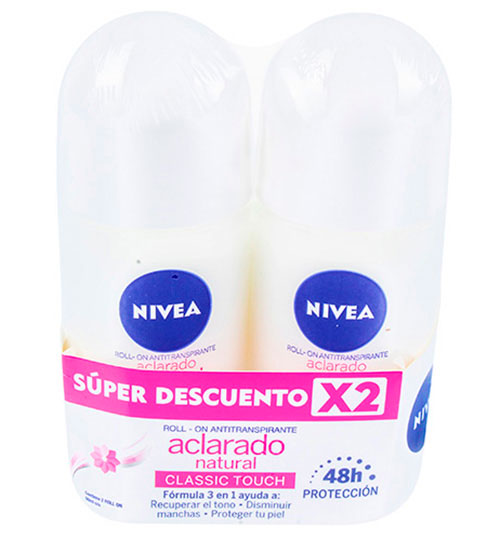 NIVEA
ROLL-ON ANTITRANSPIRANTE
aclarado
NIVEA
ROLL-ON ANTITRANSPIRANTE
aclarado
SÚPER DESCUENTO X2
ROLL - ON ANTITRANSPIRANTE
aclarado
natural
CLASSIC TOUCH
Fórmula 3 en 1 ayuda a:
Recuperar el tono • Disminuir
manchas • Proteger tu piel
48h
PROTECCIÓN